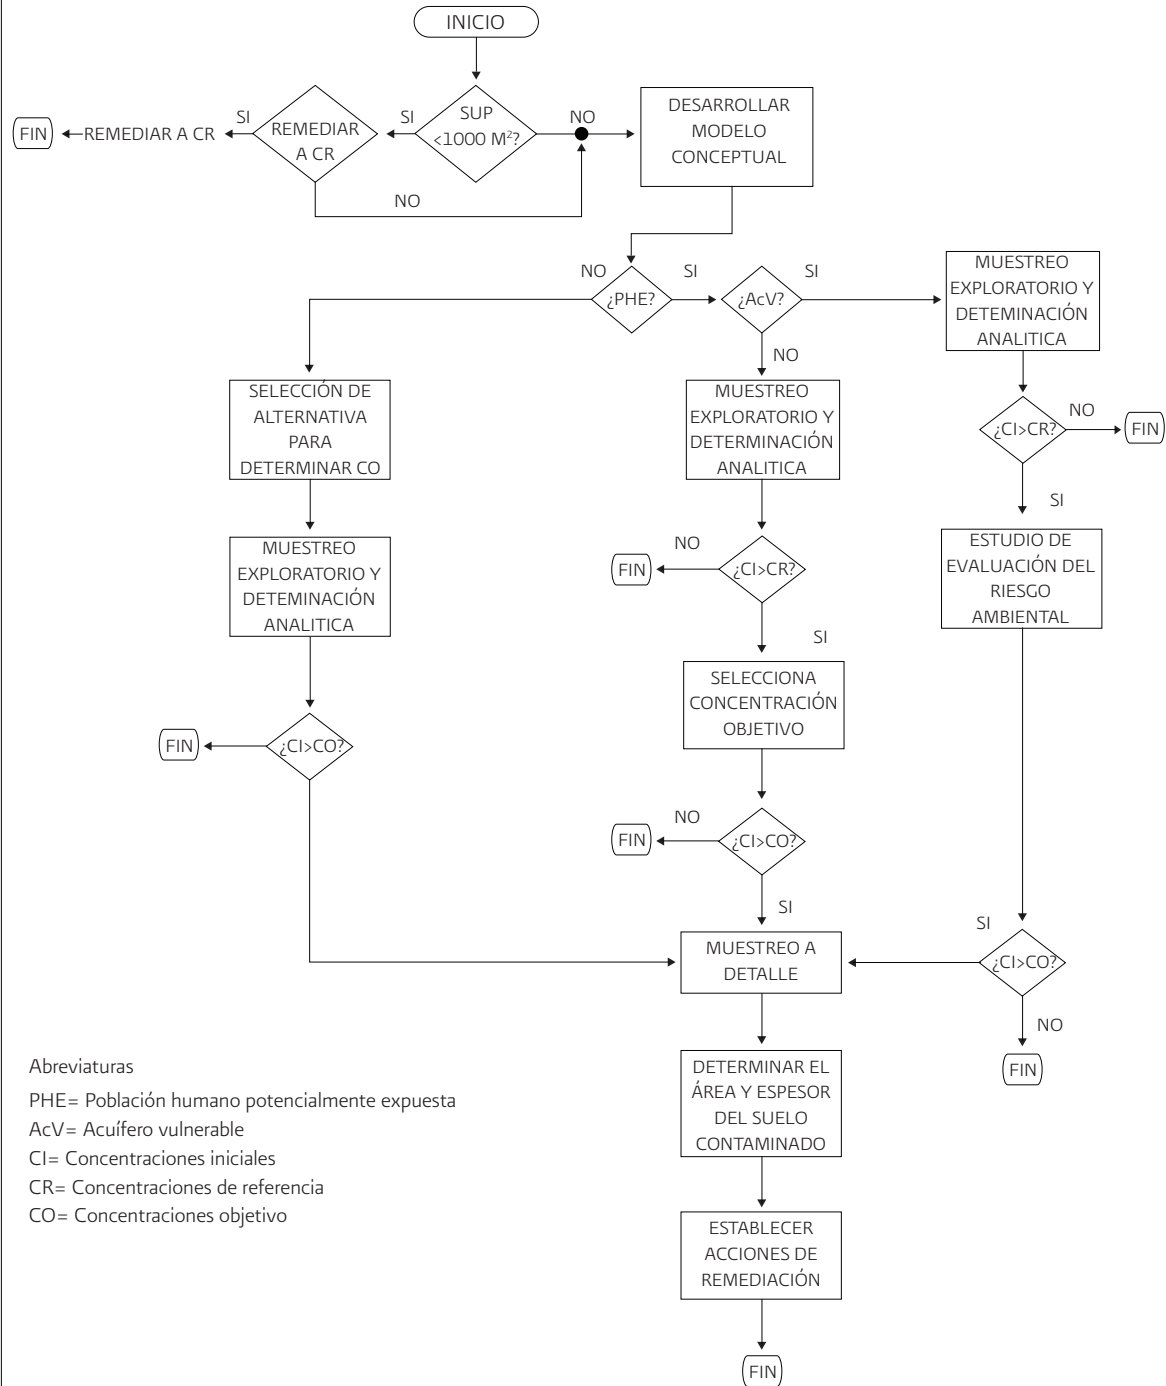 INICIO
SUP
<1000 M²?
SI
NO
REMEDIAR
A CR
SI
REMEDIAR A CR
FIN
NO
DESARROLLAR
MODELO
CONCEPTUAL
¿PHE?
NO
SI
¿AcV?
SI
NO
MUESTREO
EXPLORATORIO Y
DETEMINACIÓN
ANALITICA
¿CI>CR?
NO
FIN
SI
ESTUDIO DE
EVALUACIÓN DEL
RIESGO
AMBIENTAL
SELECCIÓN DE
ALTERNATIVA
PARA
DETERMINAR CO
MUESTREO
EXPLORATORIO Y
DETEMINACIÓN
ANALITICA
¿CI>CO?
FIN
MUESTREO
EXPLORATORIO Y
DETERMINACIÓN
ANALITICA
¿CI>CR?
NO
FIN
SI
SELECCIONA
CONCENTRACIÓN
OBJETIVO
¿CI>CO?
NO
FIN
SI
MUESTREO A
DETALLE
¿CI>CO?
SI
NO
FIN
DETERMINAR EL
ÁREA Y ESPESOR
DEL SUELO
CONTAMINADO
ESTABLECER
ACCIONES DE
REMEDIACIÓN
FIN
Abreviaturas
PHE= Población humano potencialmente expuesta
AcV= Acuífero vulnerable
CI= Concentraciones iniciales
CR= Concentraciones de referencia
CO= Concentraciones objetivo